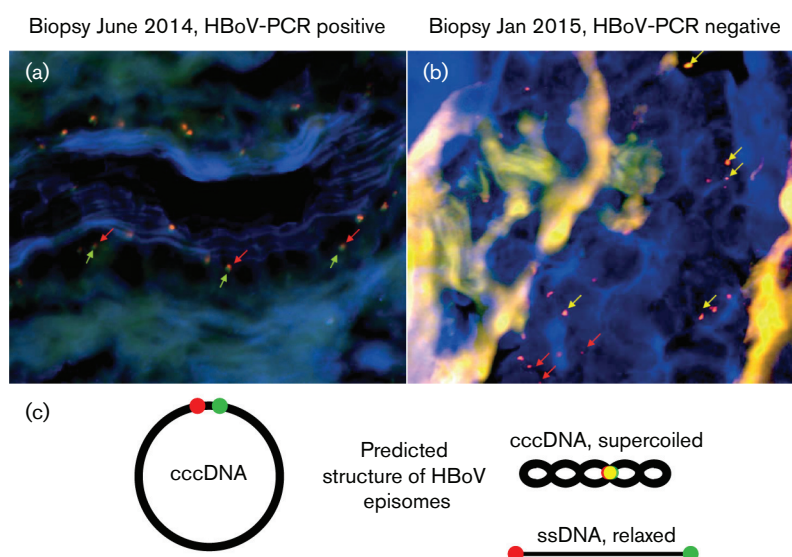 Biopsy June 2014, HBoV-PCR positive
Biopsy Jan 2015, HBoV-PCR negative
(a)
(b)
(c)
cccDNA
Predicted
structure of HBoV
episomes
cccDNA, supercoiled
ssDNA, relaxed